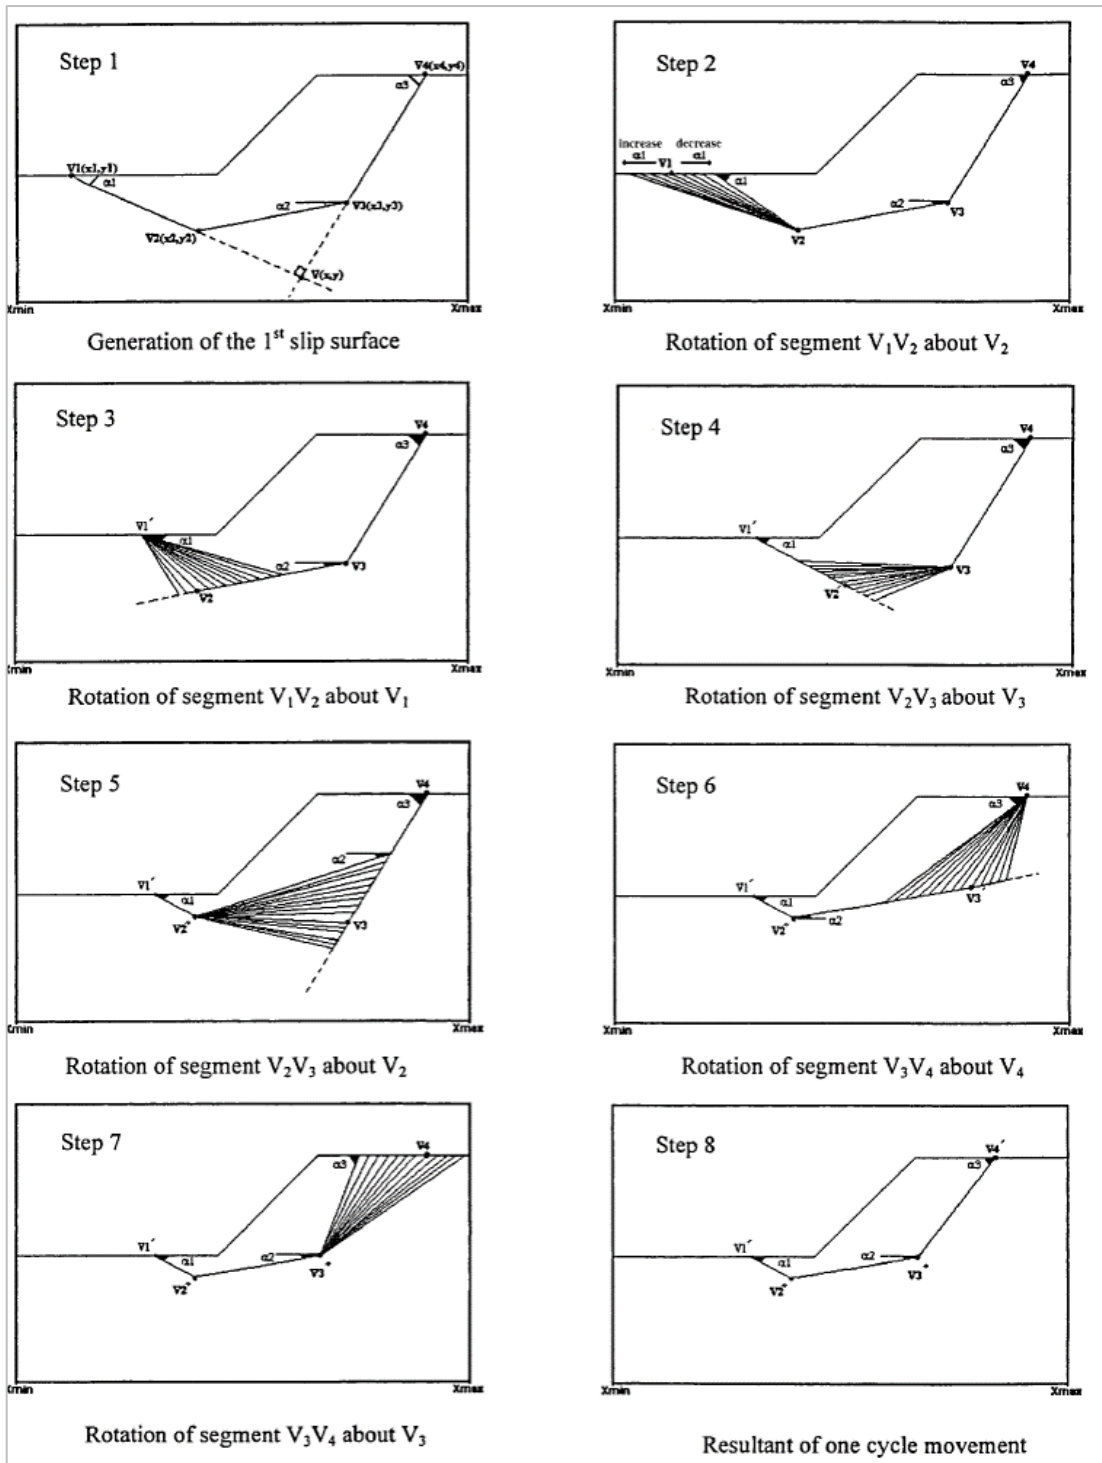 Step 1
V4(x4,y4)
α3
V1(x1,y1)
α1
α2
V3(x3,y3)
V2(x2,y2)
V(x,y)
Xmin
Xmax
Generation of the 1st slip surface
Step 2
V4
α3
increase decrease
α1 α1
V1
α1
α2
V3
V2
Xmin
Xmax
Rotation of segment V1V2 about V2
Step 3
V4
α3
V1´
α1
α2
V3
V2
Xmin
Xmax
Rotation of segment V1V2 about V1
Step 4
V4
α3
V1´
α1
V3
V2´
Xmin
Xmax
Rotation of segment V2V3 about V3
Step 5
V4
α3
α2
V1´
α1
V2"
V3
Xmin
Xmax
Rotation of segment V2V3 about V2
Step 6
V4
α3
V1´
α1
V3´
V2"
α2
Xmin
Xmax
Rotation of segment V3V4 about V4
Step 7
V4
α3
V1´
α1
α2
V3"
V2"
Xmin
Xmax
Rotation of segment V3V4 about V3
Step 8
V4´
α3
V1´
α1
α2
V3"
V2"
Xmin
Xmax
Resultant of one cycle movement